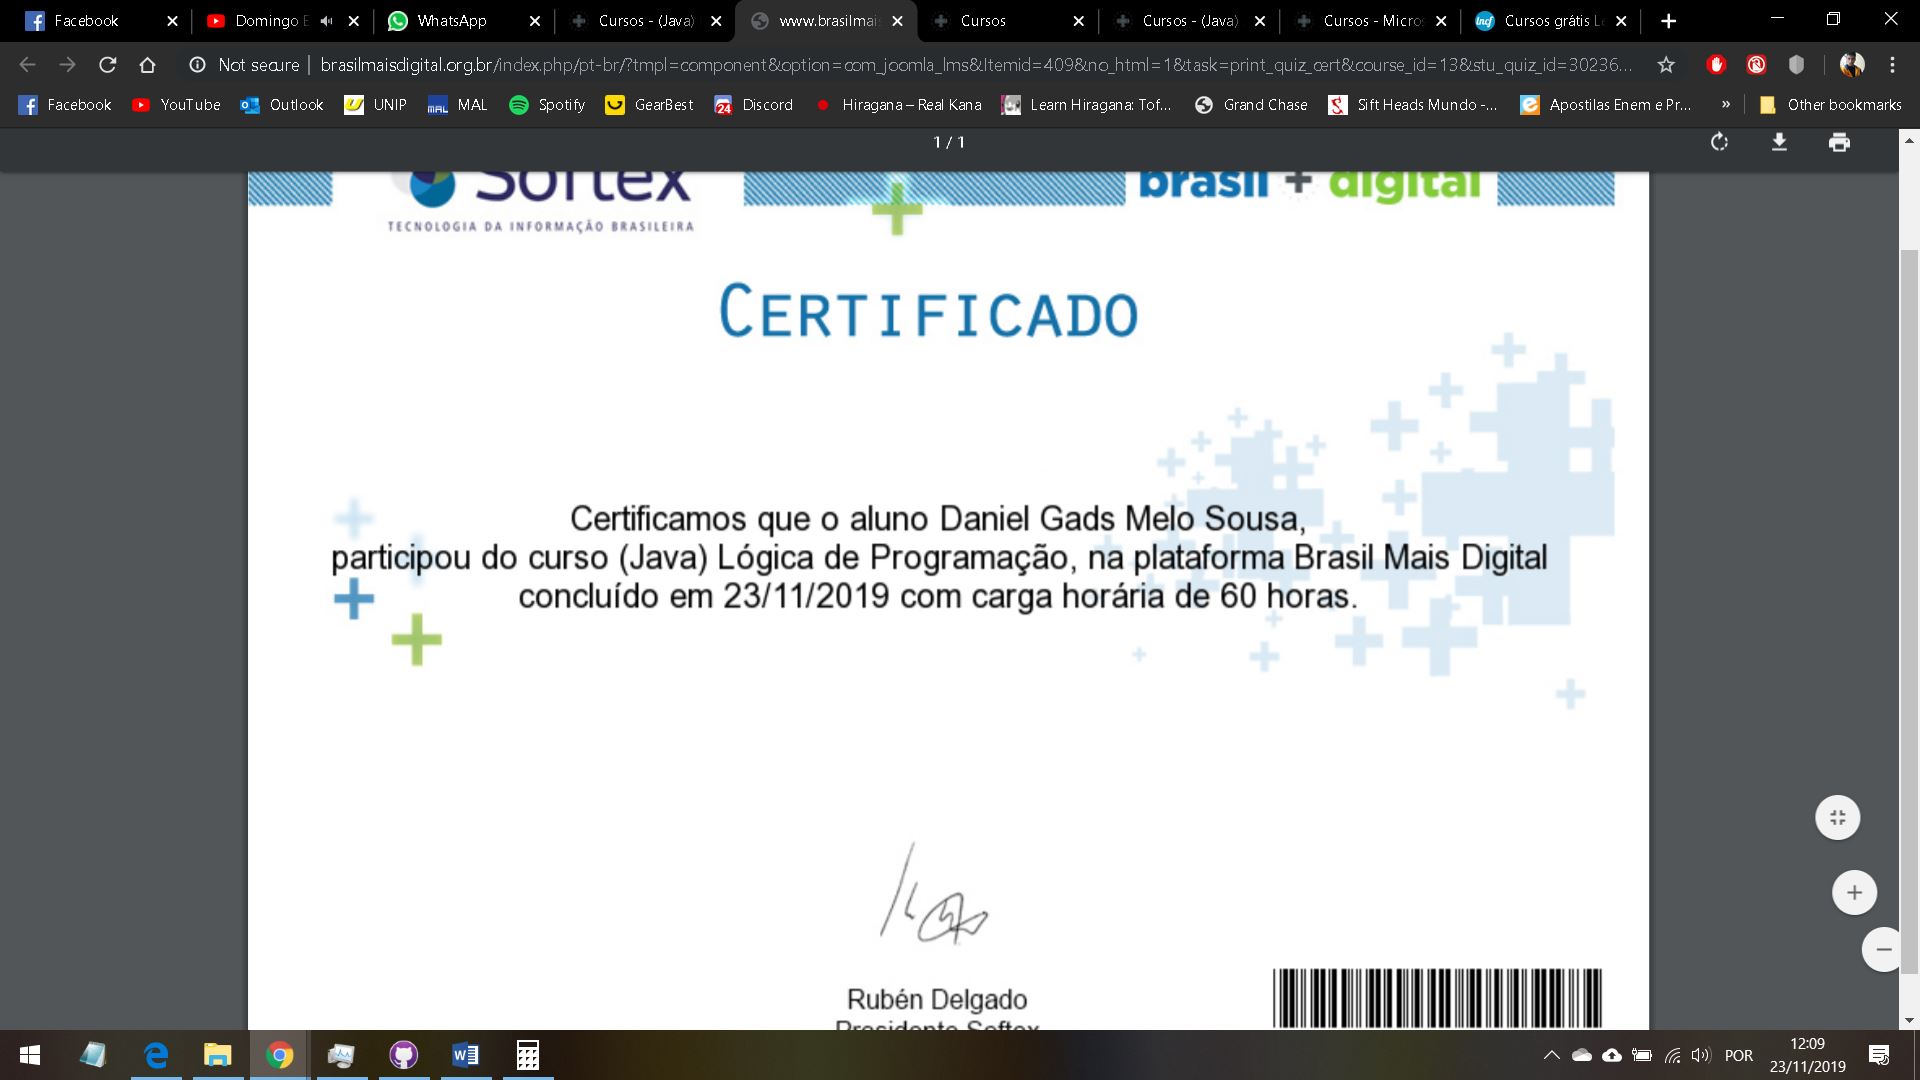 Facebook
Domingo E
WhatsApp
Cursos - (Java)
www.brasilmai
Cursos
Cursos - (Java)
Cursos - Micros
Cursos grátis L
Not secure | brasilmaisdigital.org.br/index.php/pt-br/?tmpl=component&option=com_joomla_lms&Itemid=409&no_html=1&task=print_quiz_cert&course_id=13&stu_quiz_id=30236...
Facebook
YouTube
Outlook
UNIP
MAL
Spotify
GearBest
Discord
Hiragana – Real Kana
Learn Hiragana: Tof...
Grand Chase
Sift Heads Mundo -...
Apostilas Enem e Pr...
»
Other bookmarks
1 / 1
Softex
TECNOLOGIA DA INFORMAÇÃO BRASILEIRA
brasil + digital
CERTIFICADO
Certificamos que o aluno Daniel Gads Melo Sousa,
participou do curso (Java) Lógica de Programação, na plataforma Brasil Mais Digital
concluído em 23/11/2019 com carga horária de 60 horas.
Rubén Delgado
Presidente Softex
POR
12:09
23/11/2019